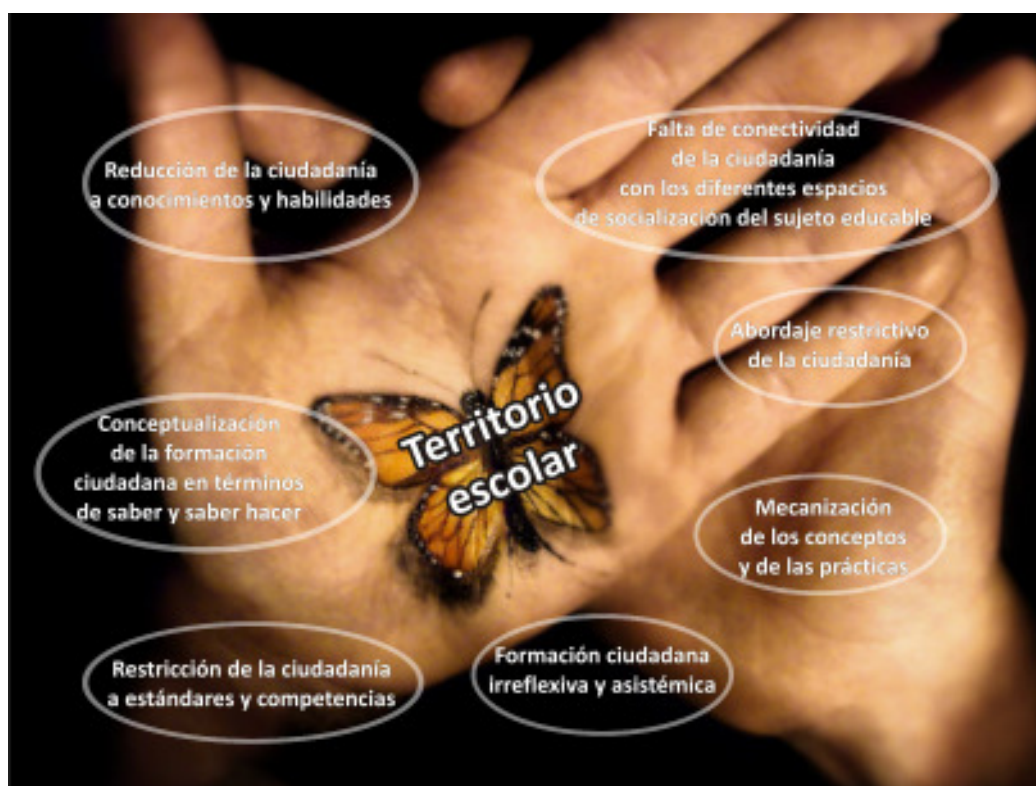 Reducción de la ciudadanía
a conocimientos y habilidades
Falta de conectividad
de la ciudadanía
con los diferentes espacios
de socialización del sujeto educable
Abordaje restrictivo
de la ciudadanía
Territorio
escolar
Conceptualización
de la formación
ciudadana en términos
de saber y saber hacer
Mecanización
de los conceptos
y de las prácticas
Restricción de la ciudadanía
a estándares y competencias
Formación ciudadana
irreflexiva y asistémica